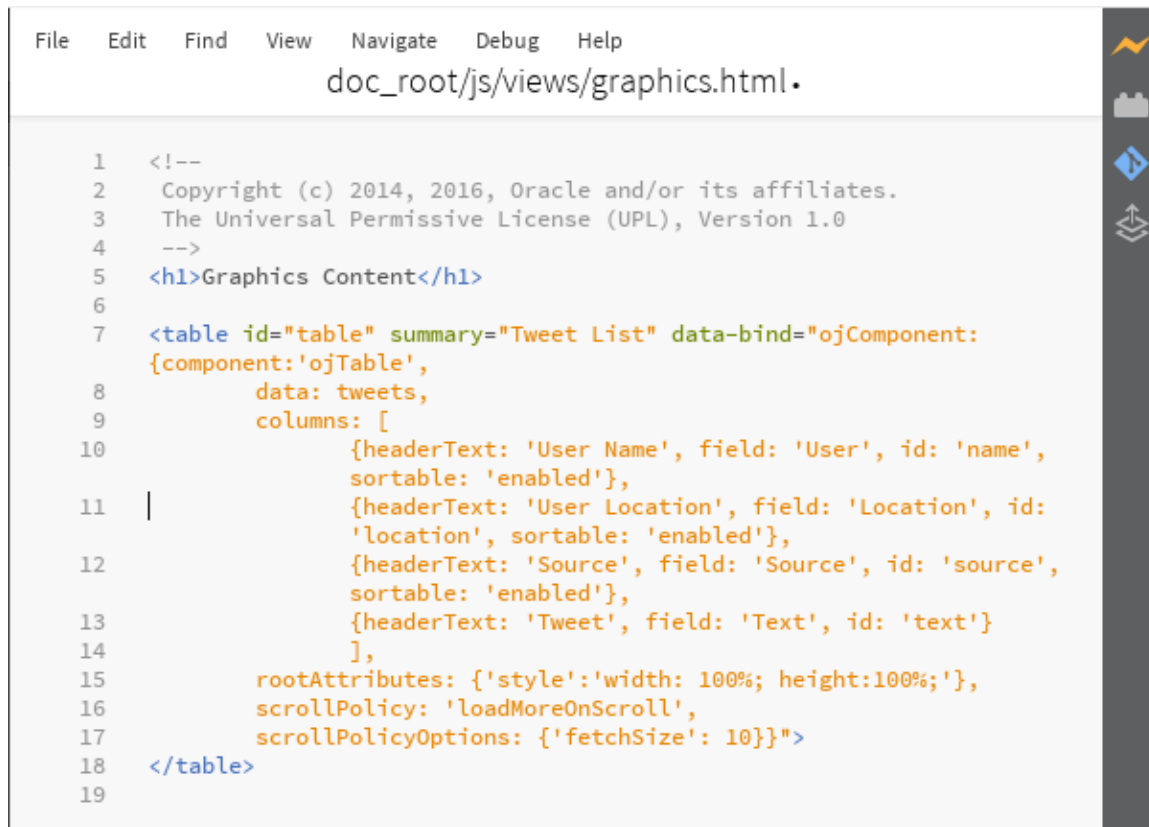 File Edit Find View Navigate Debug Help
doc_root/js/views/graphics.html•
1 <!--
2 Copyright (c) 2014, 2016, Oracle and/or its affiliates.
3 The Universal Permissive License (UPL), Version 1.0
4 -->
5 <h1>Graphics Content</h1>
6
7 <table id="table" summary="Tweet List" data-bind="ojComponent:
{component:'ojTable',
8 data: tweets,
9 columns: [
10 {headerText: 'User Name', field: 'User', id: 'name',
sortable: 'enabled'},
11 {headerText: 'User Location', field: 'Location', id:
'location', sortable: 'enabled'},
12 {headerText: 'Source', field: 'Source', id: 'source',
sortable: 'enabled'},
13 {headerText: 'Tweet', field: 'Text', id: 'text'}
14 ],
15 rootAttributes: {'style':'width: 100%; height:100%;'},
16 scrollPolicy: 'loadMoreOnScroll',
17 scrollPolicyOptions: {'fetchSize': 10}}">
18 </table>
19